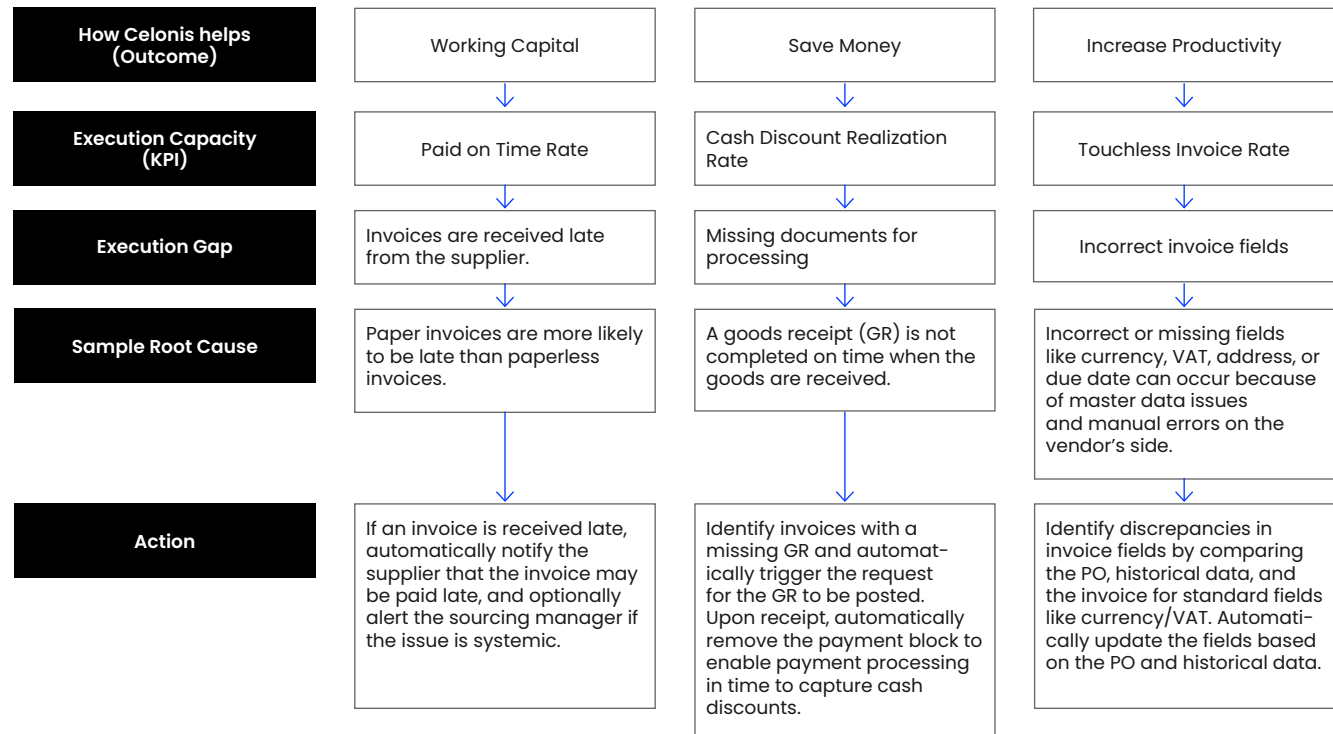 How Celonis helps
(Outcome)
Working Capital
Save Money
Increase Productivity
Execution Capacity
(KPI)
Paid on Time Rate
Cash Discount Realization
Rate
Touchless Invoice Rate
Execution Gap
Invoices are received late
from the supplier.
Missing documents for
processing
Incorrect invoice fields
Sample Root Cause
Paper invoices are more likely
to be late than paperless
invoices.
A goods receipt (GR) is not
completed on time when the
goods are received.
Incorrect or missing fields
like currency, VAT, address, or
due date can occur because
of master data issues
and manual errors on the
vendor’s side.
Action
If an invoice is received late,
automatically notify the
supplier that the invoice may
be paid late, and optionally
alert the sourcing manager if
the issue is systemic.
Identify invoices with a
missing GR and automat-
ically trigger the request
for the GR to be posted.
Upon receipt, automatically
remove the payment block to
enable payment processing
in time to capture cash
discounts.
Identify discrepancies in
invoice fields by comparing
the PO, historical data, and
the invoice for standard fields
like currency/VAT. Automati-
cally update the fields based
on the PO and historical data.